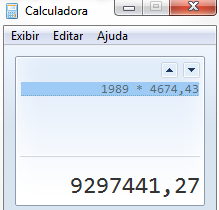 Calculadora
Exibir Editar Ajuda
1989 * 4674,43
9297441,27